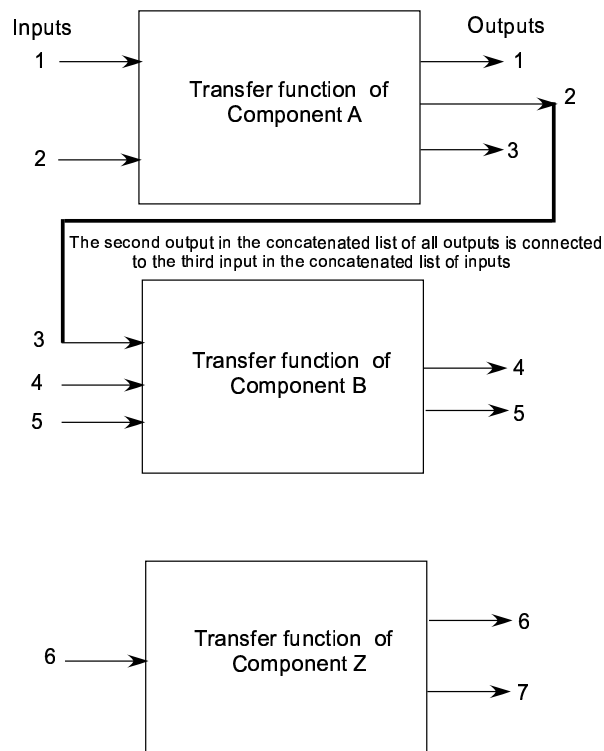 Inputs
Outputs
1
1
Transfer function of
Component A
2
2
3
The second output in the concatenated list of all outputs is connected
to the third input in the concatenated list of inputs
3
Transfer function of
Component B
4
4
5
5
Transfer function of
Component Z
6
6
7